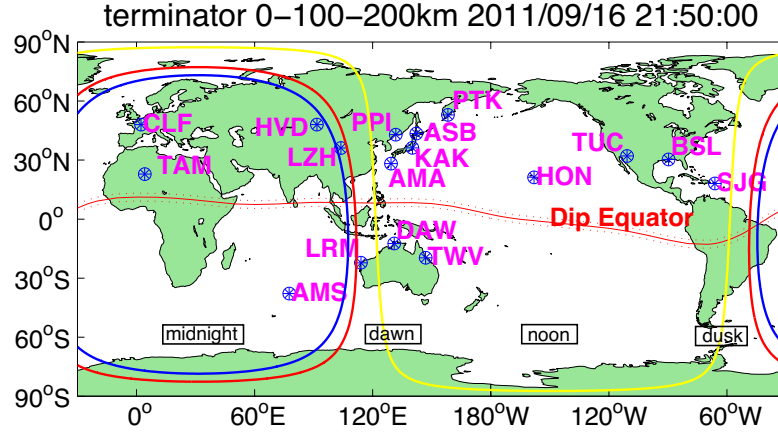 terminator 0−100−200km 2011/09/16 21:50:00
90°N
60°N
30°N
0°
30°S
60°S
90°S
PTK
CLF
HVD
PPI
ASB
LZH
KAK
TUC
BSL
TAM
AMA
HON
SJG
Dip Equator
DAW
LRM
TWV
AMS
midnight
dawn
noon
dusk
0°
60°E
120°E
180°W
120°W
60°W